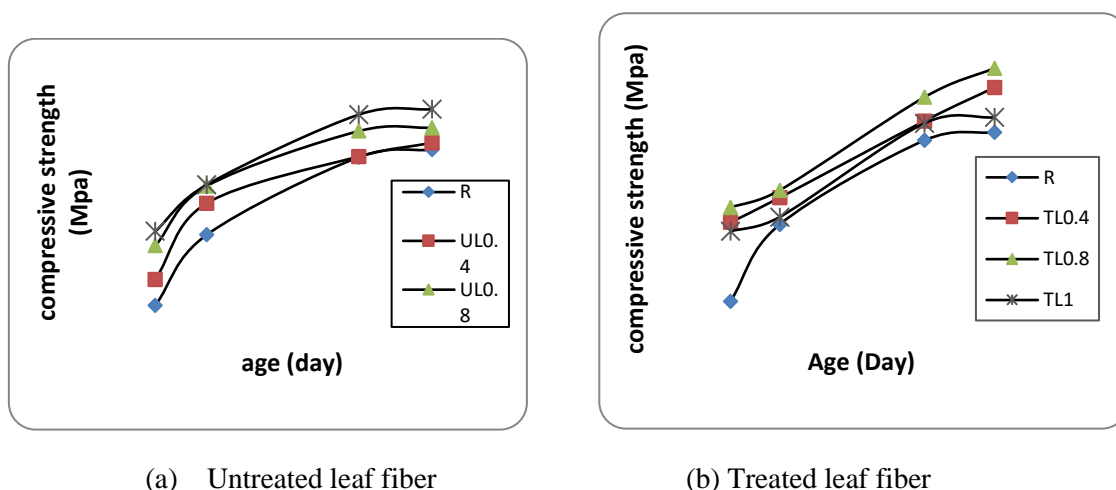 compressive strength
(Mpa)
R
UL0.
4
UL0.
8
age (day)
compressive strength (Mpa)
R
TL0.4
TL0.8
TL1
Age (Day)
(a) Untreated leaf fiber
(b) Treated leaf fiber